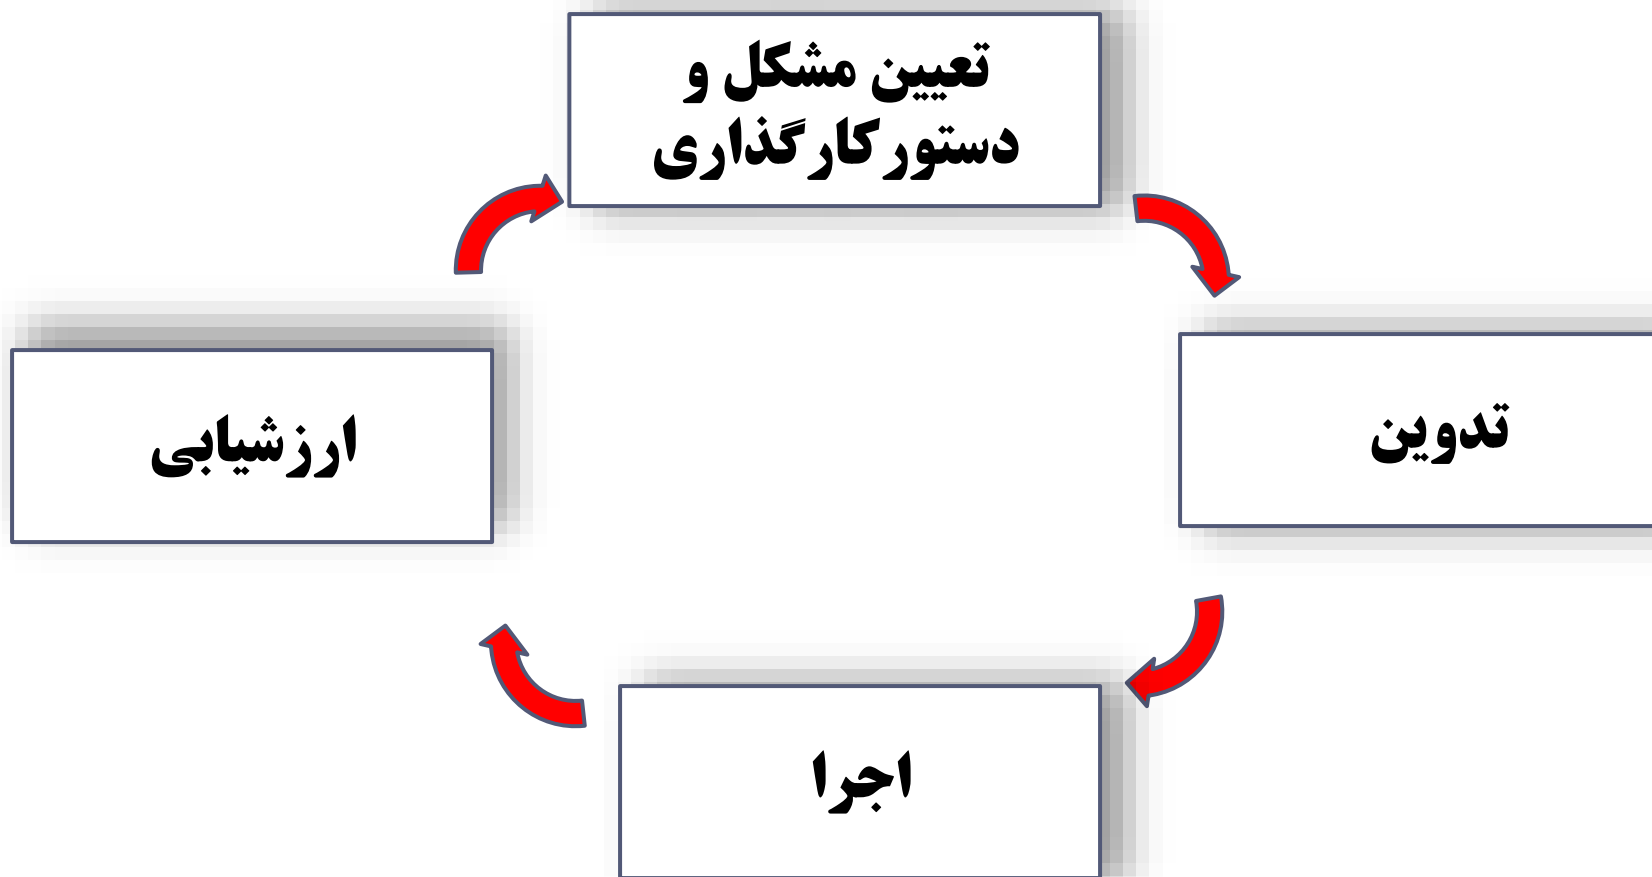 تعیین مشکل و
دستورکارگذاری
تدوین
ارزشیابی
اجرا